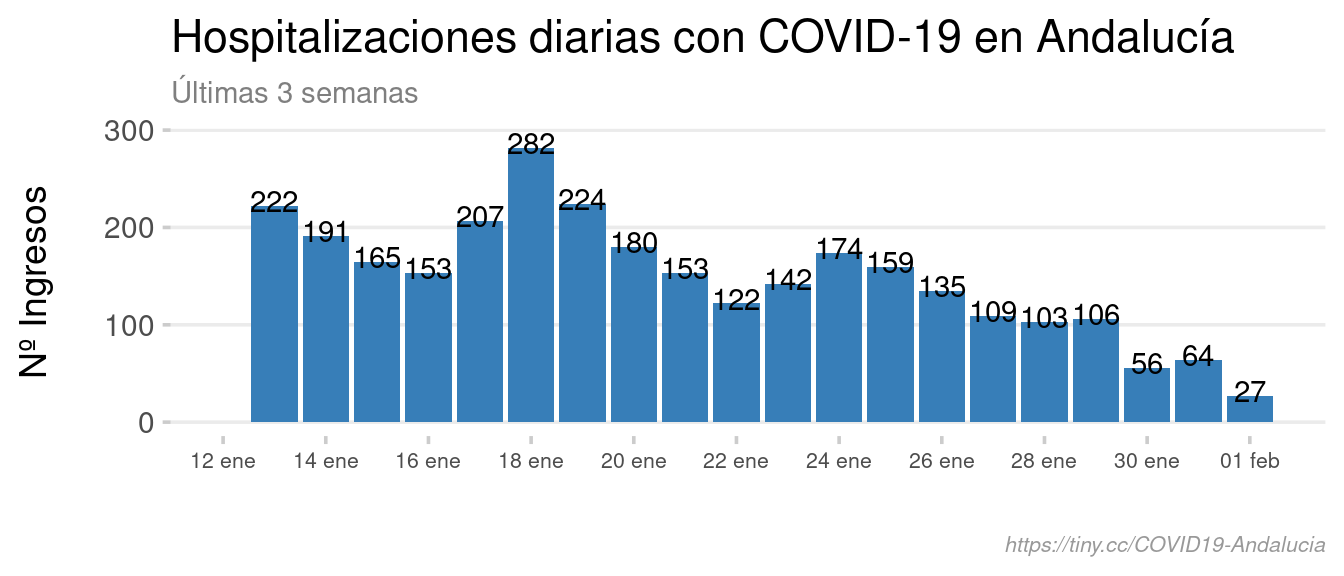 Hospitalizaciones diarias con COVID-19 en Andalucía
Últimas 3 semanas
Nº Ingresos
300
200
100
0
222
191
165
153
207
282
224
180
153
122
142
174
159
135
109
103
106
56
64
27
12 ene
14 ene
16 ene
18 ene
20 ene
22 ene
24 ene
26 ene
28 ene
30 ene
01 feb
https://tiny.cc/COVID19-Andalucia